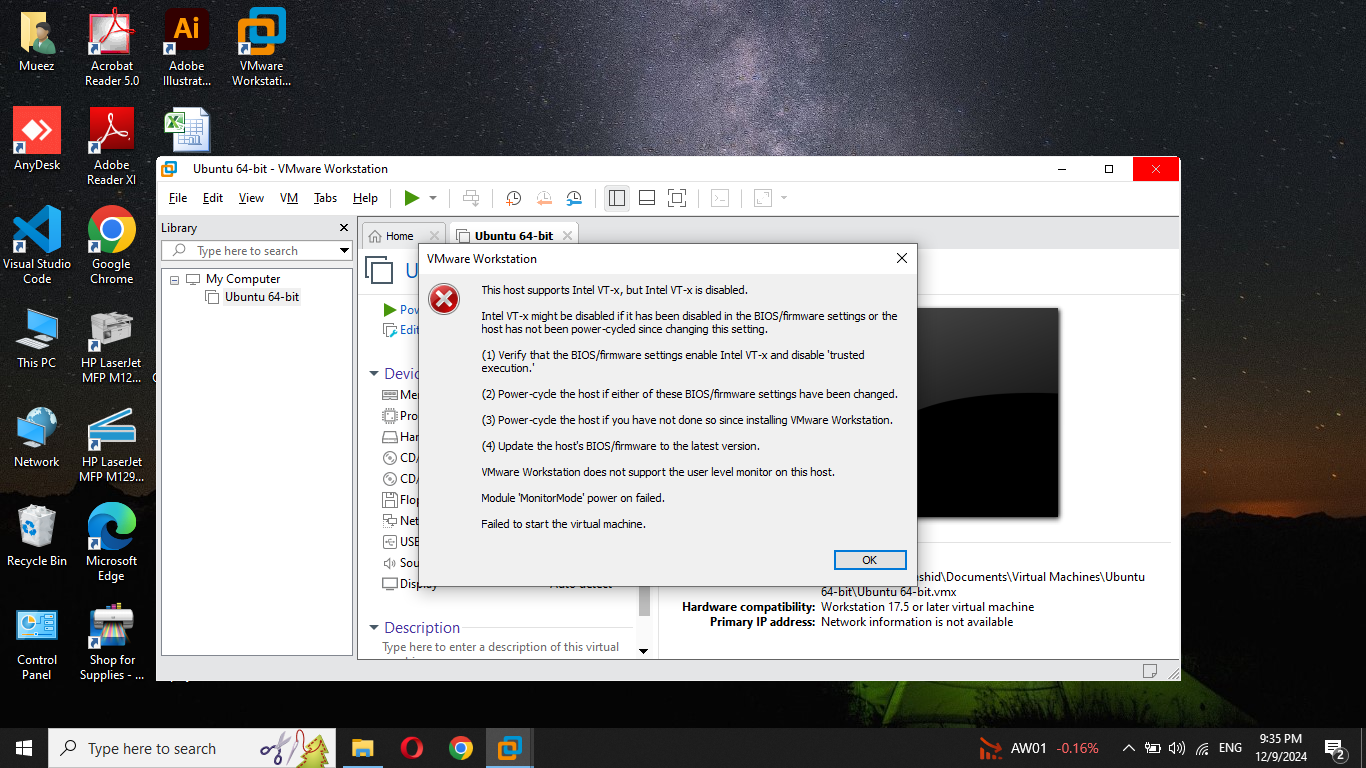 Mueez
Acrobat
Reader 5.0
Ai
Adobe
Illustrat...
VMware
Workstatio...
AnyDesk
Adobe
Reader XI
Visual Studio
Code
Google
Chrome
This PC
HP LaserJet
MFP M12...
Network
HP LaserJet
MFP M129...
Recycle Bin
Microsoft
Edge
Control
Panel
Shop for
Supplies - ...
Ubuntu 64-bit - VMware Workstation
File Edit View VM Tabs Help
Library
Type here to search
My Computer
Ubuntu 64-bit
Home
Ubuntu 64-bit
U
Pow
Edit
Devic
Me
Pro
Har
CD/
CD/
Flop
Net
USB
Sou
Display
VMware Workstation
This host supports Intel VT-x, but Intel VT-x is disabled.
Intel VT-x might be disabled if it has been disabled in the BIOS/firmware settings or the
host has not been power-cycled since changing this setting.
(1) Verify that the BIOS/firmware settings enable Intel VT-x and disable 'trusted
execution.'
(2) Power-cycle the host if either of these BIOS/firmware settings have been changed.
(3) Power-cycle the host if you have not done so since installing VMware Workstation.
(4) Update the host's BIOS/firmware to the latest version.
VMware Workstation does not support the user level monitor on this host.
Module 'MonitorMode' power on failed.
Failed to start the virtual machine.
OK
shid\Documents\Virtual Machines\Ubuntu
64-bit\Ubuntu 64-bit.vmx
Hardware compatibility: Workstation 17.5 or later virtual machine
Primary IP address: Network information is not available
Description
Type here to enter a description of this virtual
Type here to search
AW01 -0.16%
ENG
9:35 PM
12/9/2024
2